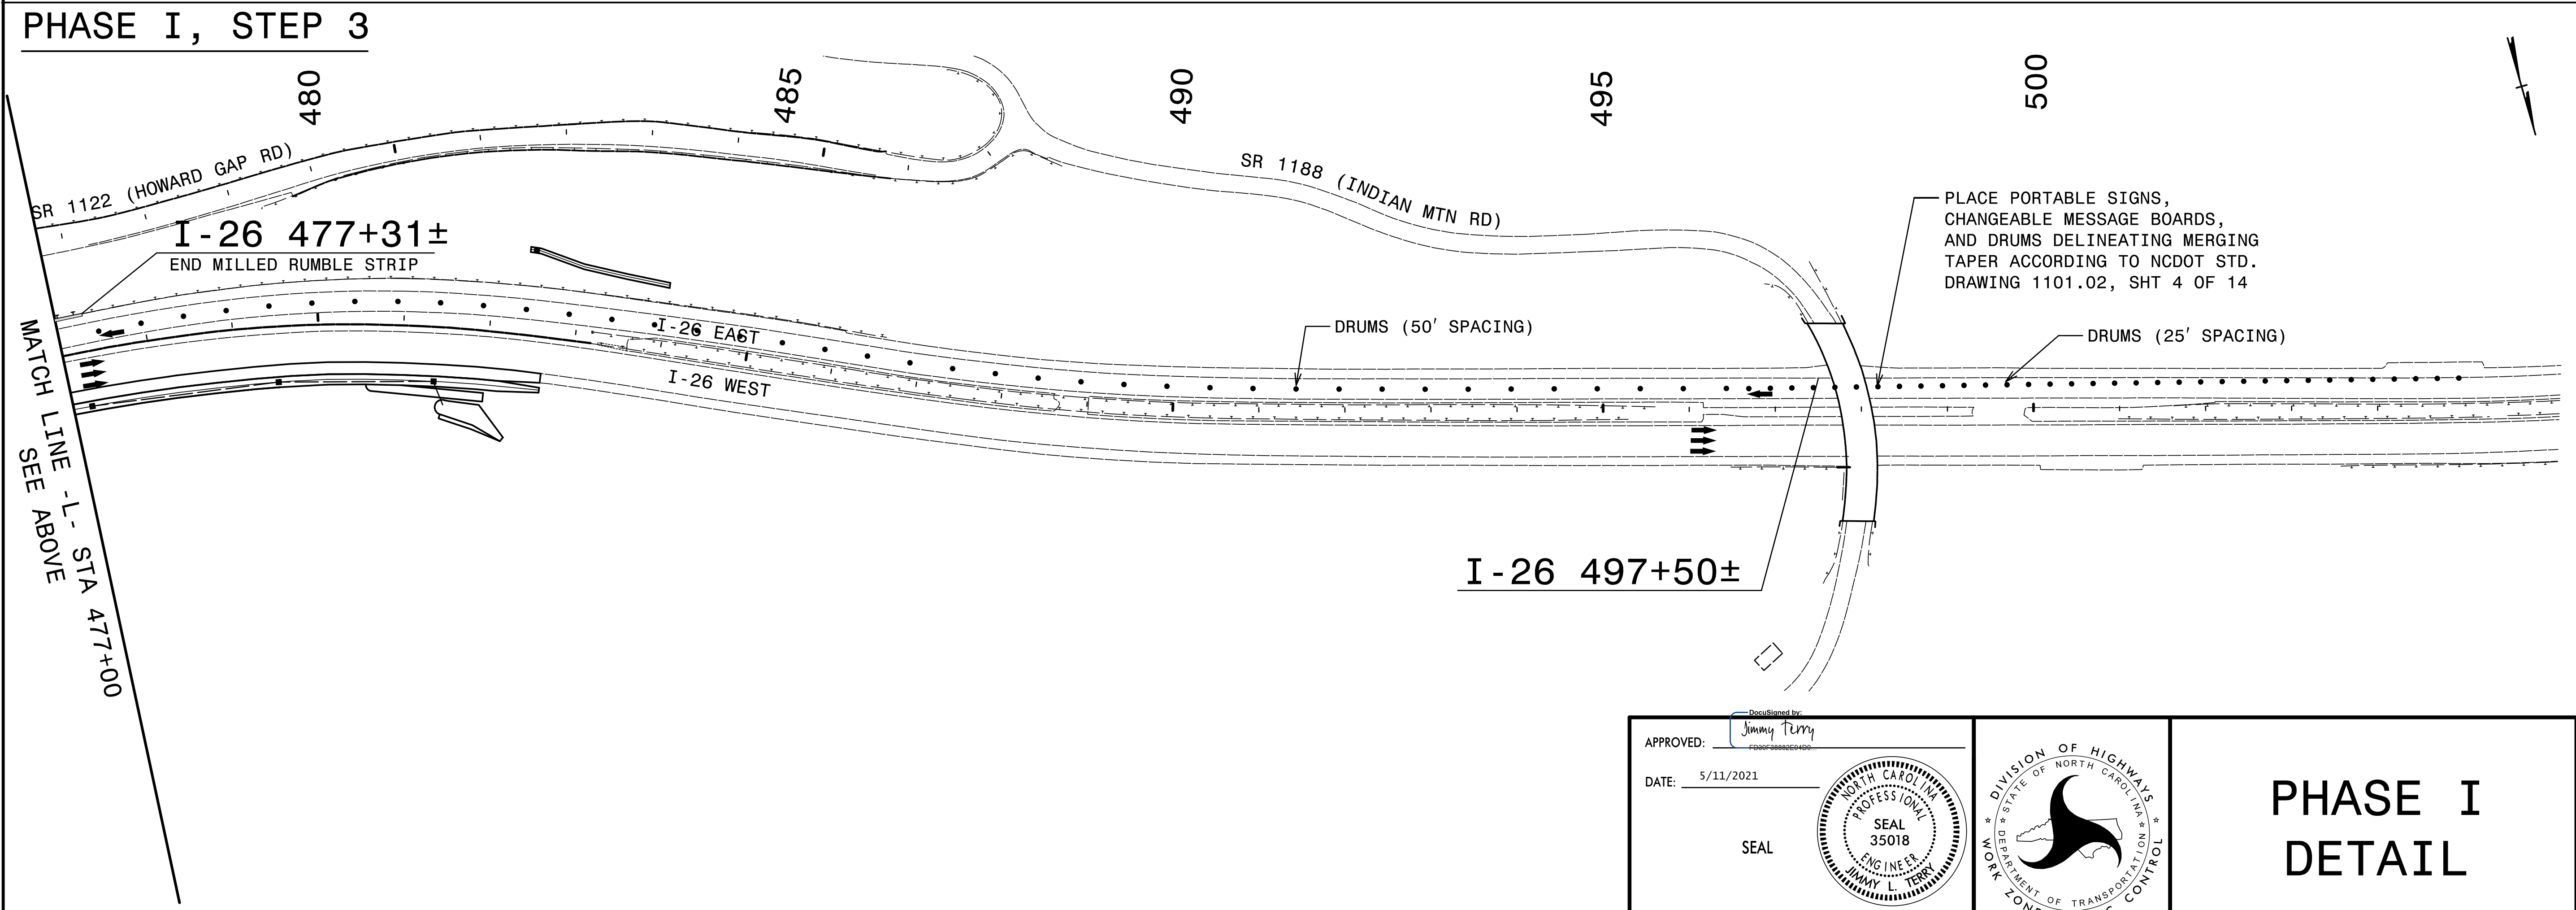 PHASE I, STEP 3
480
485
490
495
500
SR 1122 (HOWARD GAP RD)
SR 1188 (INDIAN MTN RD)
I-26 477+31±
END MILLED RUMBLE STRIP
PLACE PORTABLE SIGNS,
CHANGEABLE MESSAGE BOARDS,
AND DRUMS DELINEATING MERGING
TAPER ACCORDING TO NCDOT STD.
DRAWING 1101.02, SHT 4 OF 14
I-26 EAST
DRUMS (50' SPACING)
DRUMS (25' SPACING)
I-26 WEST
MATCH LINE -L- STA 477+00
SEE ABOVE
I-26 497+50±
DocuSigned by:
Jimmy Terry
APPROVED:
DATE: 5/11/2021
SEAL
NORTH CAROLINA
PROFESSIONAL
SEAL
35018
ENGINEER
JIMMY L. TERRY
DIVISION OF HIGHWAYS
STATE OF NORTH CAROLINA
DEPARTMENT OF TRANSPORTATION
WORK CONTROL
PHASE I
DETAIL